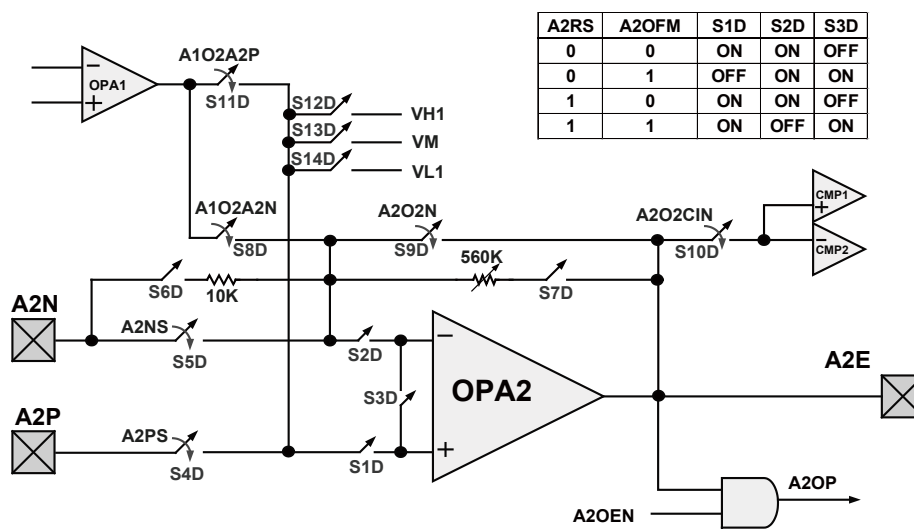 A2RS A2OFM S1D S2D S3D
0 0 ON ON OFF
0 1 OFF ON ON
1 0 ON ON OFF
1 1 ON OFF ON
A1O2A2P
OPA1
S11D
S12D
VH1
S13D
VM
S14D
VL1
CMP1
CMP2
A1O2A2N
S8D
A2O2N
S9D
A2O2CIN
S10D
560K
S6D
10K
S7D
A2N
A2NS
S5D
S2D
S3D
OPA2
A2E
A2P
A2PS
S4D
S1D
A2OP
A2OEN